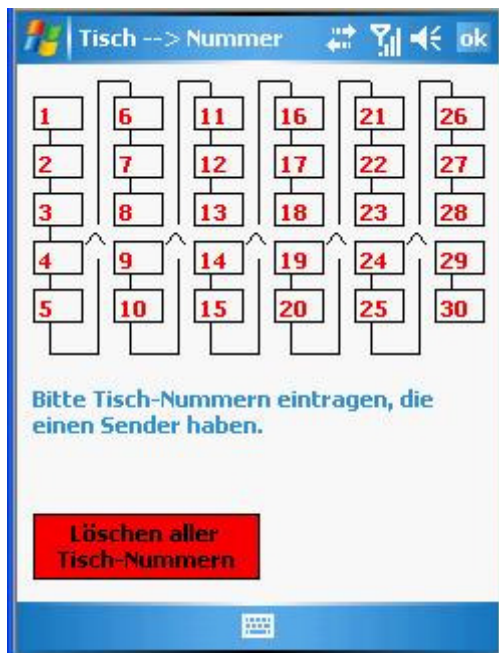 Tisch --> Nummer ok
1 6 11 16 21 26
2 7 12 17 22 27
3 8 13 18 23 28
4 9 14 19 24 29
5 10 15 20 25 30
Bitte Tisch-Nummern eintragen, die
einen Sender haben.
Löschen aller
Tisch-Nummern